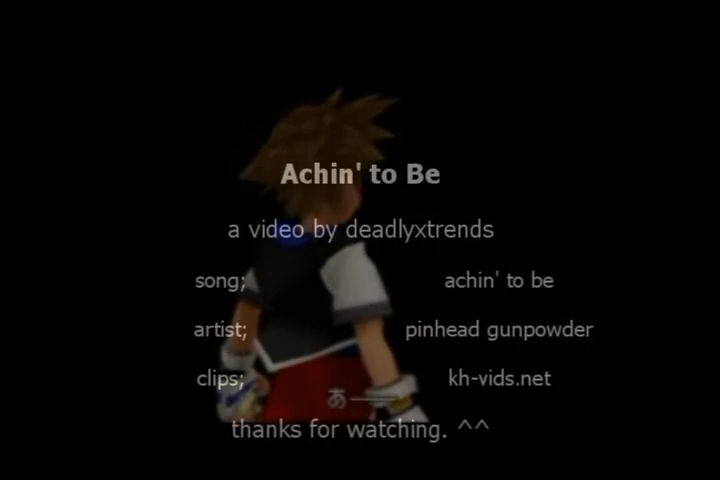 Achin' to Be
a video by deadlyxtrends
song; achin' to be
artist; pinhead gunpowder
clips; kh-vids.net
あ──
thanks for watching. ^^